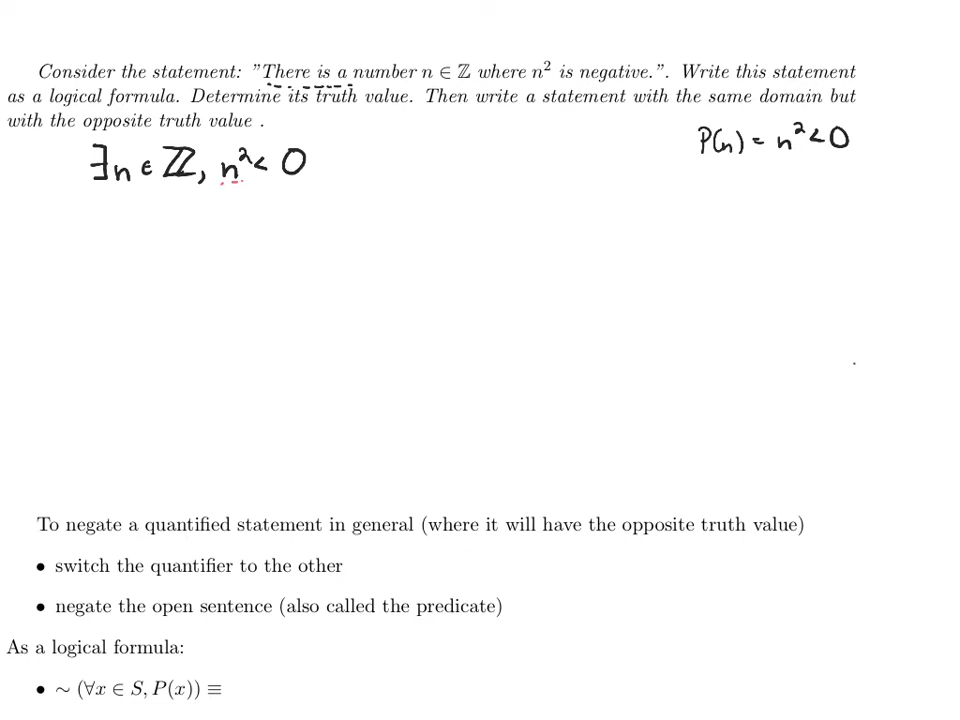 Consider the statement: "There is a number n ∈ ℤ where n² is negative.". Write this statement
as a logical formula. Determine its truth value. Then write a statement with the same domain but
with the opposite truth value .
∃n ∈ ℤ, n² < 0
P(n) = n² < 0
To negate a quantified statement in general (where it will have the opposite truth value)
• switch the quantifier to the other
• negate the open sentence (also called the predicate)
As a logical formula:
• ∼ (∀x ∈ S, P(x)) ≡